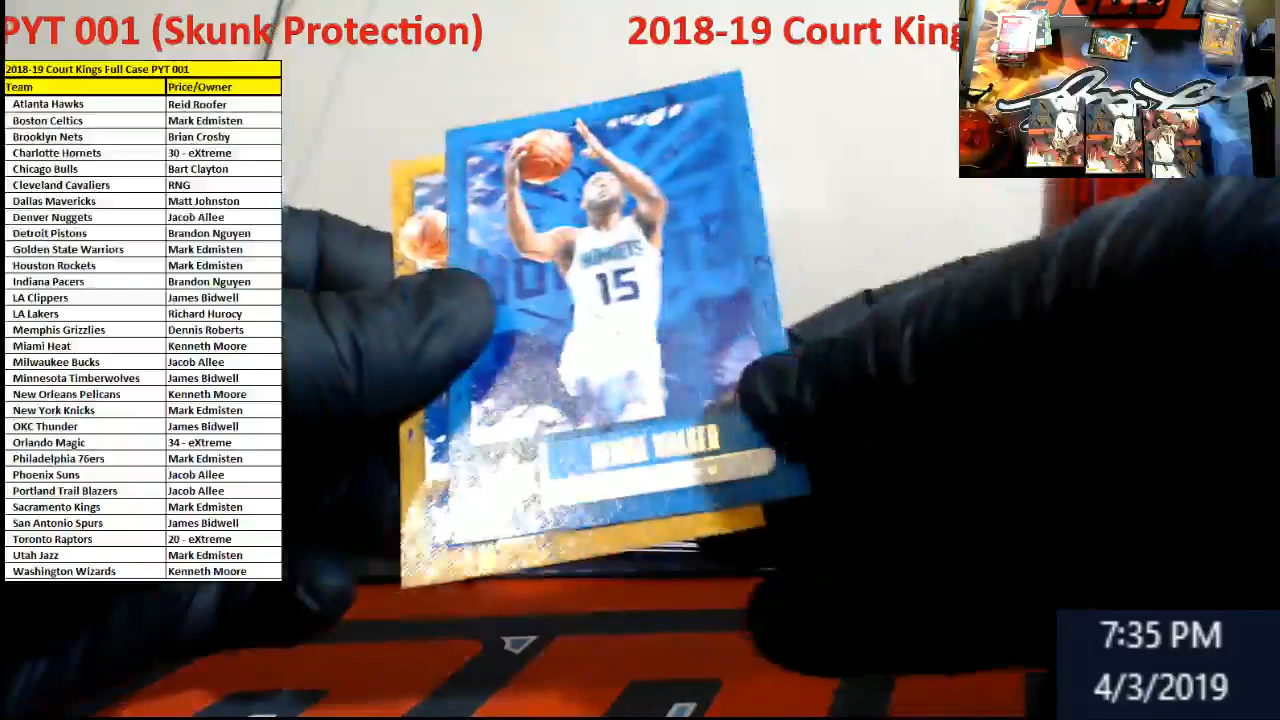 PYT 001 (Skunk Protection) 2018-19 Court King
2018-19 Court Kings Full Case PYT 001
Team Price/Owner
Atlanta Hawks Reid Roofer
Boston Celtics Mark Edmisten
Brooklyn Nets Brian Crosby
Charlotte Hornets 30 - eXtreme
Chicago Bulls Bart Clayton
Cleveland Cavaliers RNG
Dallas Mavericks Matt Johnston
Denver Nuggets Jacob Allee
Detroit Pistons Brandon Nguyen
Golden State Warriors Mark Edmisten
Houston Rockets Mark Edmisten
Indiana Pacers Brandon Nguyen
LA Clippers James Bidwell
LA Lakers Richard Hurocy
Memphis Grizzlies Dennis Roberts
Miami Heat Kenneth Moore
Milwaukee Bucks Jacob Allee
Minnesota Timberwolves James Bidwell
New Orleans Pelicans Kenneth Moore
New York Knicks Mark Edmisten
OKC Thunder James Bidwell
Orlando Magic 34 - eXtreme
Philadelphia 76ers Mark Edmisten
Phoenix Suns Jacob Allee
Portland Trail Blazers Jacob Allee
Sacramento Kings Mark Edmisten
San Antonio Spurs James Bidwell
Toronto Raptors 20 - eXtreme
Utah Jazz Mark Edmisten
Washington Wizards Kenneth Moore
HORNETS
15
KEMBA WALKER
7:35 PM
4/3/2019